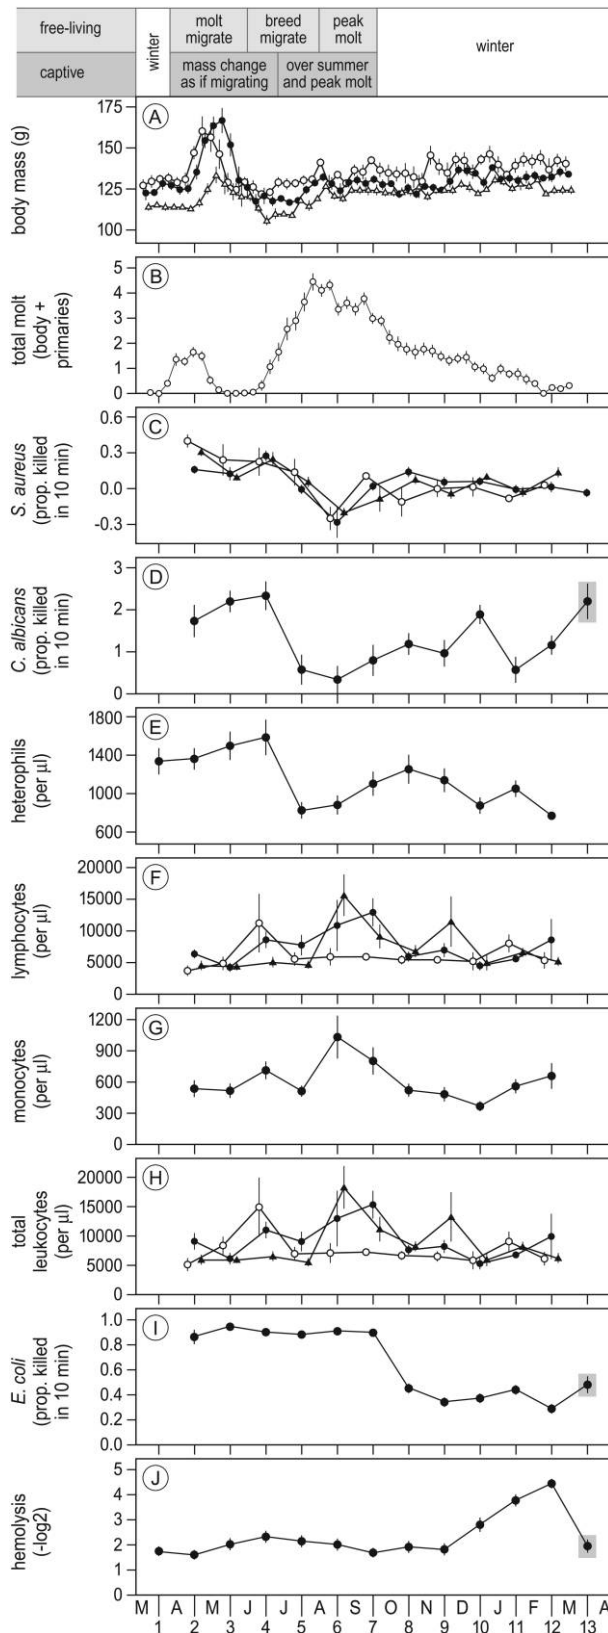 free-living
winter
molt
migrate
breed
migrate
peak
molt
winter
captive
mass change
as if migrating
over summer
and peak molt
A
body mass (g)
175
150
125
100
B
total molt
(body +
primaries)
5
4
3
2
1
0
C
S. aureus
(prop. killed
in 10 min)
0.6
0.3
0.0
-0.3
D
C. albicans
(prop. killed
in 10 min)
3
2
1
0
E
heterophils
(per µl)
1800
1400
1000
600
F
lymphocytes
(per µl)
20000
15000
10000
5000
0
G
monocytes
(per µl)
1200
900
600
300
0
H
total
leukocytes
(per µl)
20000
15000
10000
5000
0
I
E. coli
(prop. killed
in 10 min)
1.0
0.8
0.6
0.4
0.2
0.0
J
hemolysis
(-log2)
5
4
3
2
1
0
M A M J J A S O N D J F M A
1 2 3 4 5 6 7 8 9 10 11 12 13